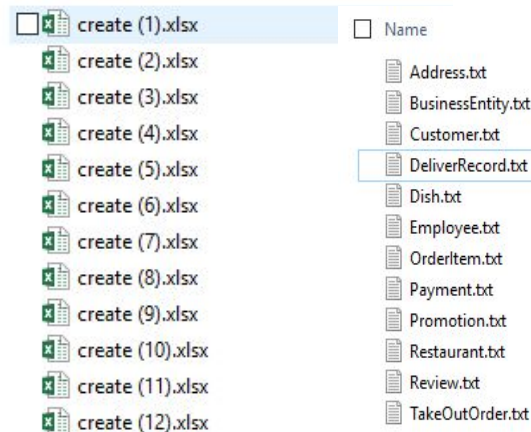 create (1).xlsx
create (2).xlsx
create (3).xlsx
create (4).xlsx
create (5).xlsx
create (6).xlsx
create (7).xlsx
create (8).xlsx
create (9).xlsx
create (10).xlsx
create (11).xlsx
create (12).xlsx
Name
Address.txt
BusinessEntity.txt
Customer.txt
DeliverRecord.txt
Dish.txt
Employee.txt
OrderItem.txt
Payment.txt
Promotion.txt
Restaurant.txt
Review.txt
TakeOutOrder.txt